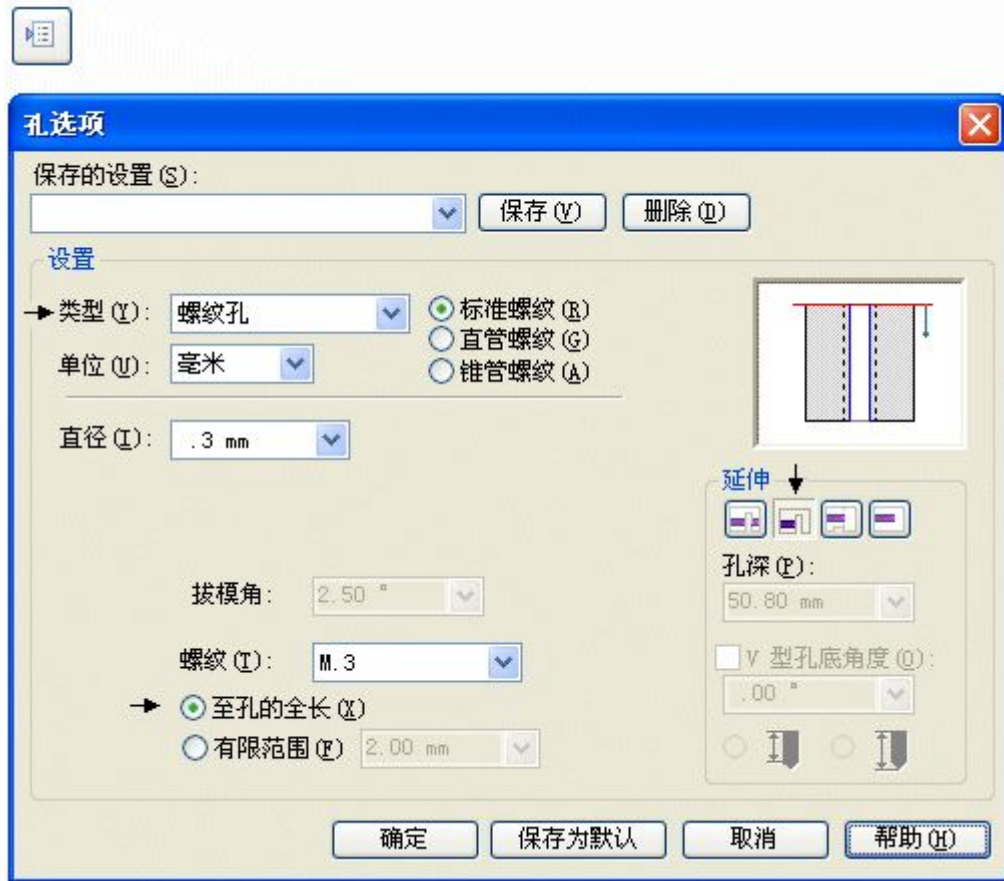 孔选项
保存的设置(S):
保存(V) 删除(D)
设置
类型(Y): 螺纹孔 标准螺纹(R)
直管螺纹(G)
单位(U): 毫米 锥管螺纹(A)
直径(I): .3 mm
延伸
孔深(P):
拔模角: 2.50 ° 50.80 mm
螺纹(T): M.3 V 型孔底角度(O):
至孔的全长(X) .00 °
有限范围(F) 2.00 mm
确定 保存为默认 取消 帮助(H)